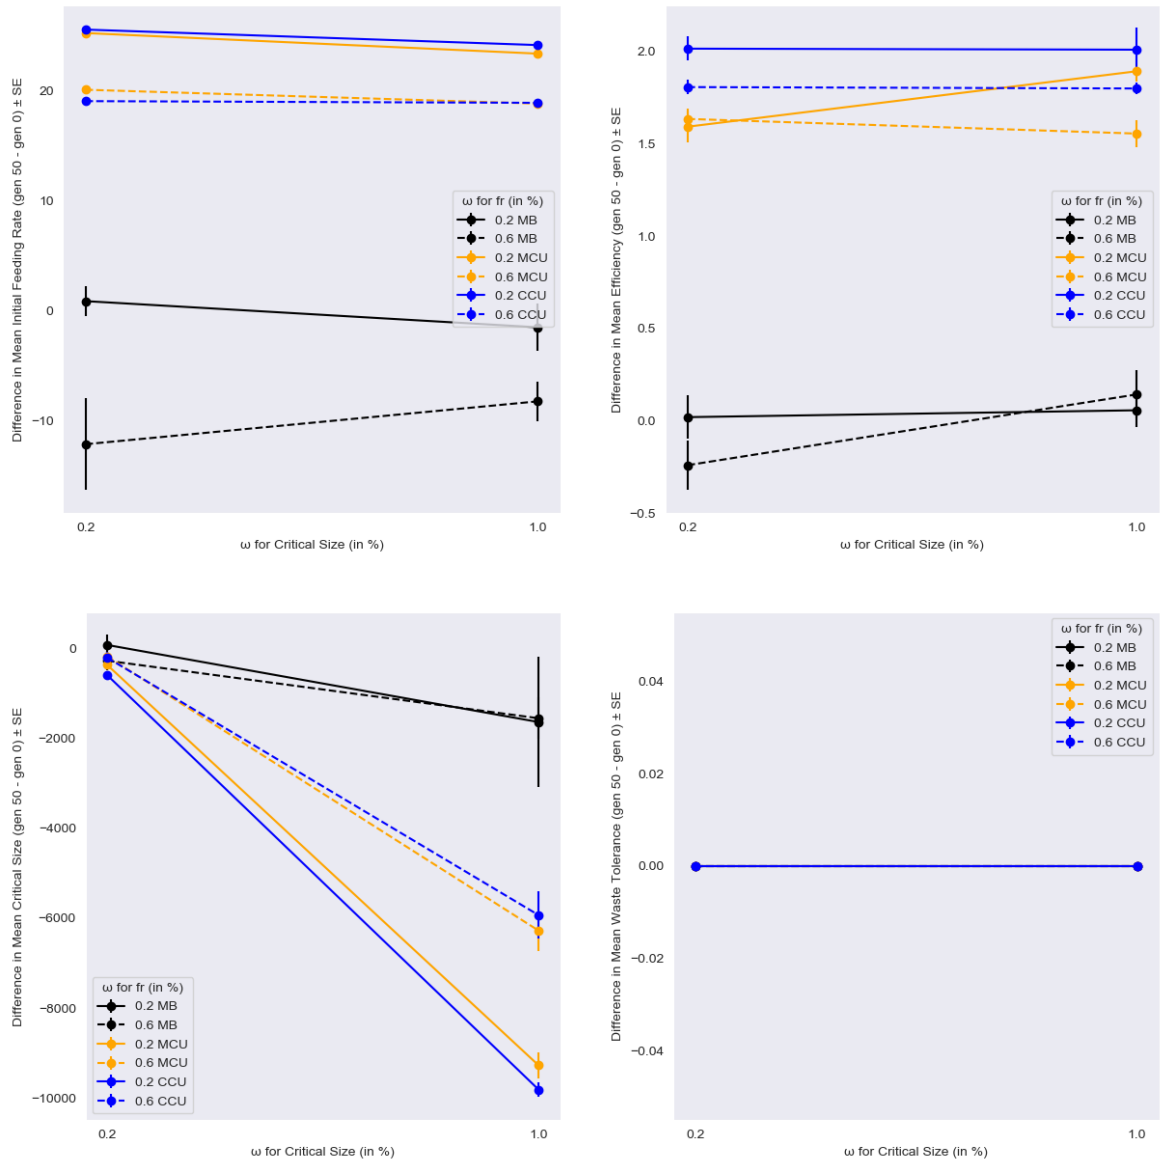 Difference in Mean Initial Feeding Rate (gen 50 - gen 0) ± SE
20
10
0
−10
ω for fr (in %)
0.2 MB
0.6 MB
0.2 MCU
0.6 MCU
0.2 CCU
0.6 CCU
0.2
1.0
ω for Critical Size (in %)
Difference in Mean Efficiency (gen 50 - gen 0) ± SE
2.0
1.5
1.0
0.5
0.0
−0.5
ω for fr (in %)
0.2 MB
0.6 MB
0.2 MCU
0.6 MCU
0.2 CCU
0.6 CCU
0.2
1.0
ω for Critical Size (in %)
Difference in Mean Critical Size (gen 50 - gen 0) ± SE
0
−2000
−4000
−6000
−8000
−10000
ω for fr (in %)
0.2 MB
0.6 MB
0.2 MCU
0.6 MCU
0.2 CCU
0.6 CCU
0.2
1.0
ω for Critical Size (in %)
Difference in Mean Waste Tolerance (gen 50 - gen 0) ± SE
0.04
0.02
0.00
−0.02
−0.04
ω for fr (in %)
0.2 MB
0.6 MB
0.2 MCU
0.6 MCU
0.2 CCU
0.6 CCU
0.2
1.0
ω for Critical Size (in %)